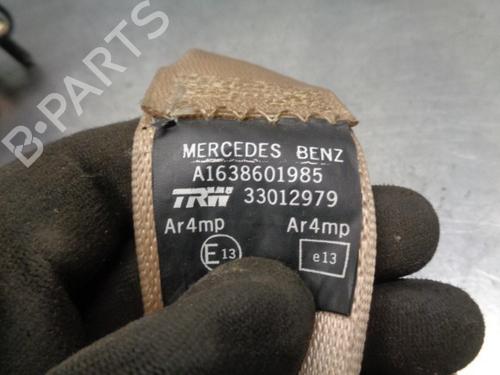 B-PARTS
MERCEDES BENZ
A1638601985
TRW 33012979
Ar4mp Ar4mp
E13 e13